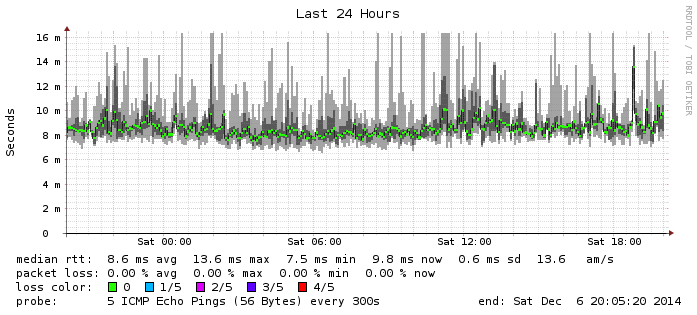 Last 24 Hours
RRDTOOL / TOBI OETIKER
Seconds
16 m
14 m
12 m
10 m
8 m
6 m
4 m
2 m
0
Sat 00:00 Sat 06:00 Sat 12:00 Sat 18:00
median rtt: 8.6 ms avg 13.6 ms max 7.5 ms min 9.8 ms now 0.6 ms sd 13.6 am/s
packet loss: 0.00 % avg 0.00 % max 0.00 % min 0.00 % now
loss color: 0 1/5 2/5 3/5 4/5
probe: 5 ICMP Echo Pings (56 Bytes) every 300s end: Sat Dec 6 20:05:20 2014